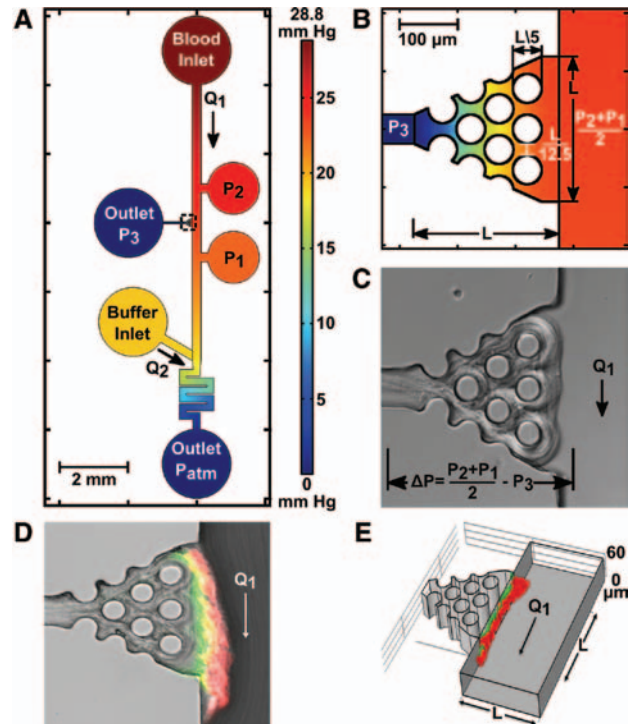 A
Blood
Inlet
Q1
P2
Outlet
P3
P1
Buffer
Inlet
Q2
Outlet
Patm
2 mm
28.8
mm Hg
25
20
15
10
5
0
mm Hg
B
100 μm
L\5
P3
L
P2+P1
2
L
12.5
L
C
Q1
ΔP= P2+P1 - P3
2
D
Q1
E
60
0
μm
Q1
L
L